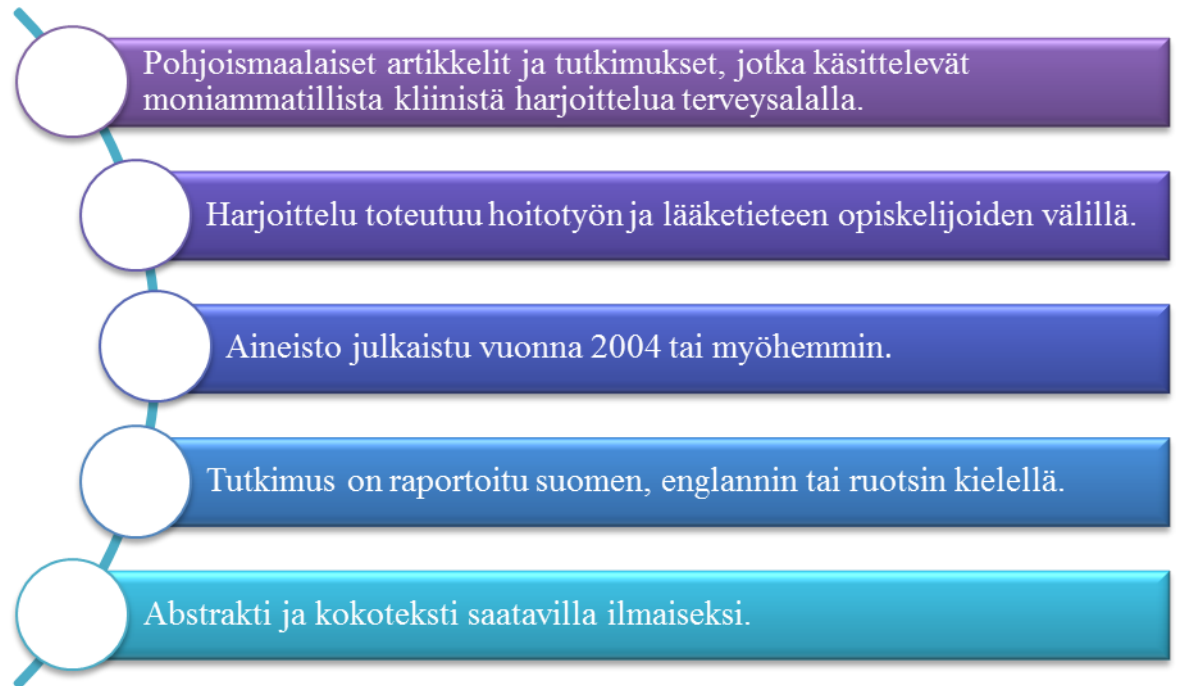 Pohjoismaalaiset artikkelit ja tutkimukset, jotka käsittelevät
moniammatillista kliinistä harjoittelua terveysalalla.
Harjoittelu toteutuu hoitotyön ja lääketieteen opiskelijoiden välillä.
Aineisto julkaistu vuonna 2004 tai myöhemmin.
Tutkimus on raportoitu suomen, englannin tai ruotsin kielellä.
Abstrakti ja kokoteksti saatavilla ilmaiseksi.